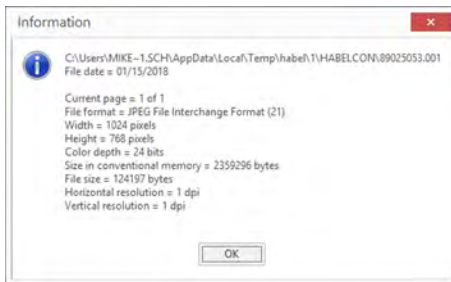 Information
C:\Users\MIKE~1.SCH\AppData\Local\Temp\habel\1\HABELCON\89025053.001
File date = 01/15/2018
Current page = 1 of 1
File format = JPEG File Interchange Format (21)
Width = 1024 pixels
Height = 768 pixels
Color depth = 24 bits
Size in conventional memory = 2359296 bytes
File size = 124197 bytes
Horizontal resolution = 1 dpi
Vertical resolution = 1 dpi
OK